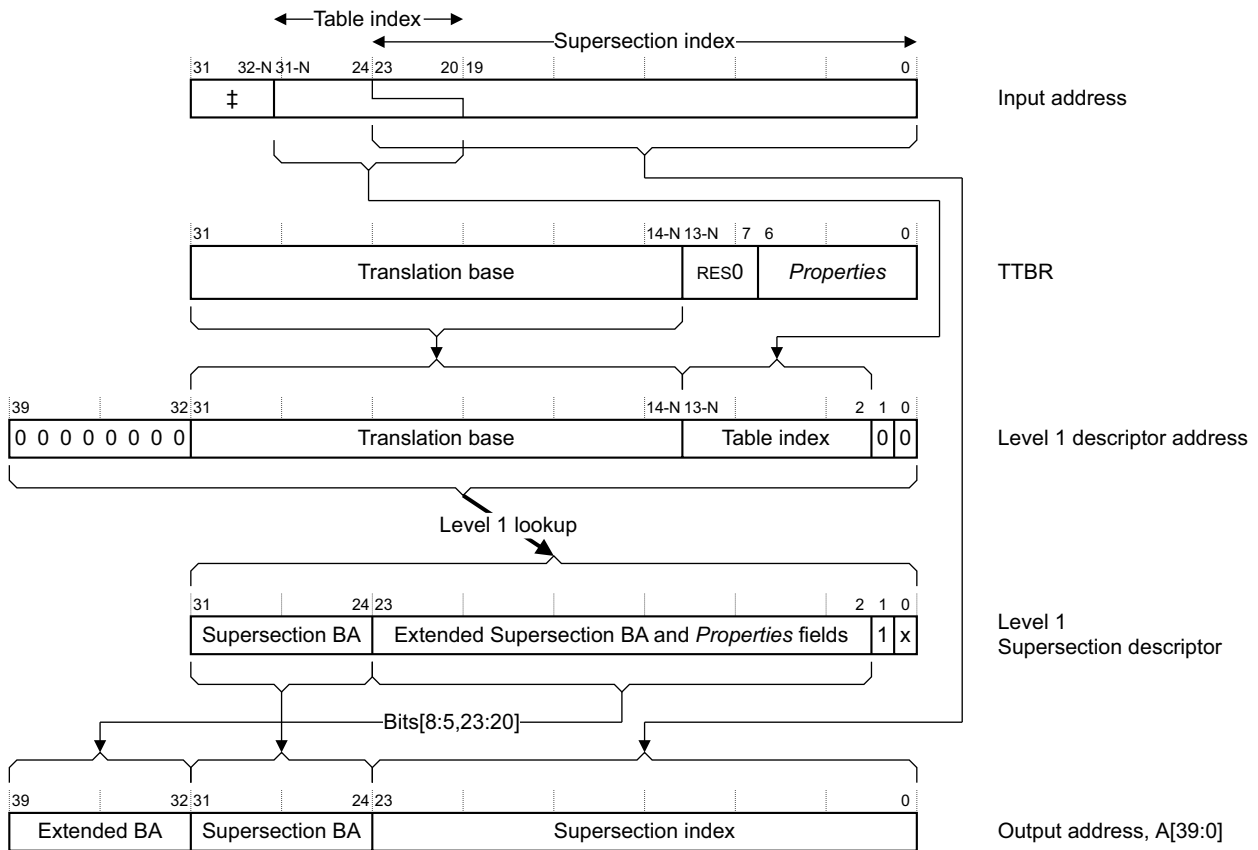 Table index
Supersection index
31 32-N 31-N 24 23 20 19 0
‡
Input address
31 14-N 13-N 7 6 0
Translation base RES0 Properties
TTBR
39 32 31 14-N 13-N 2 1 0
0 0 0 0 0 0 0 0 Translation base Table index 0 0
Level 1 descriptor address
Level 1 lookup
31 24 23 2 1 0
Supersection BA Extended Supersection BA and Properties fields 1 x
Level 1
Supersection descriptor
Bits[8:5,23:20]
39 32 31 24 23 0
Extended BA Supersection BA Supersection index
Output address, A[39:0]